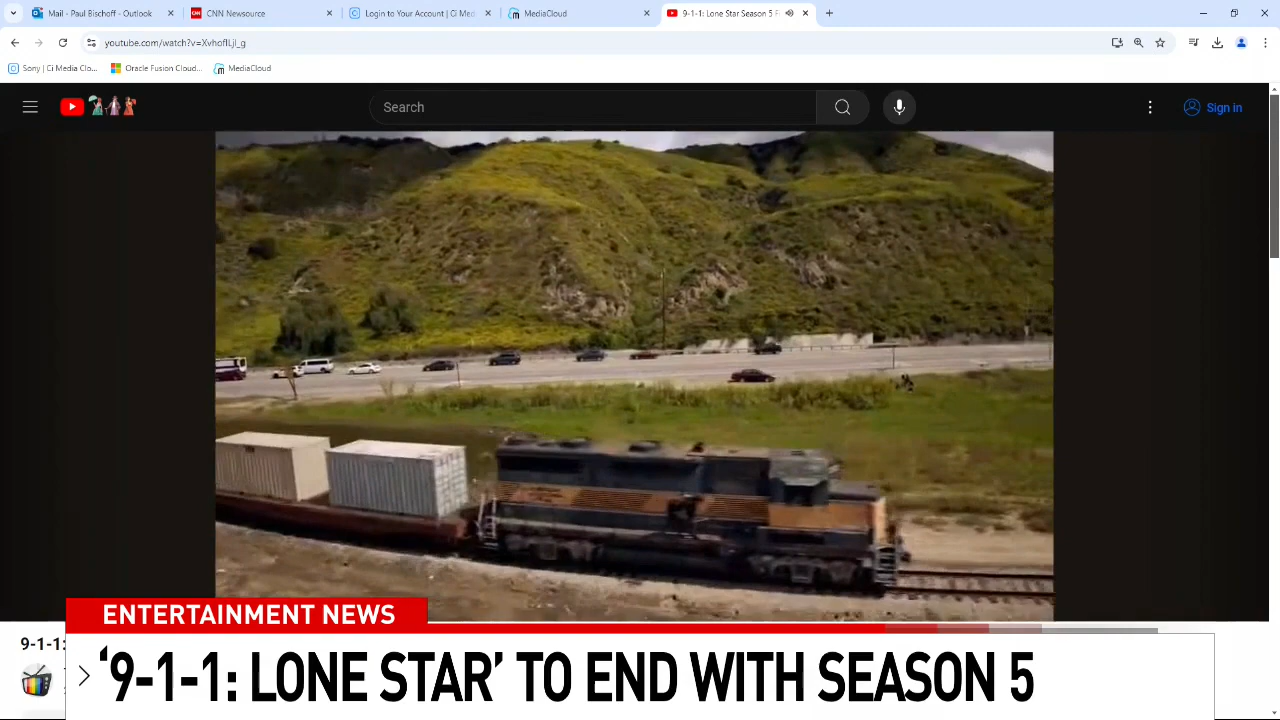 Mail - Paul Bischoff - Outlook
CNN Newsource
Login to Your Account | Ci Med
MediaCloud
9-1-1: Lone Star Season 5 F
youtube.com/watch?v=XvhoflLjl_g
Sony | Ci Media Clo...
Oracle Fusion Cloud...
MediaCloud
Search
Sign in
ENTERTAINMENT NEWS
9-1-1:
‘9-1-1: LONE STAR’ TO END WITH SEASON 5